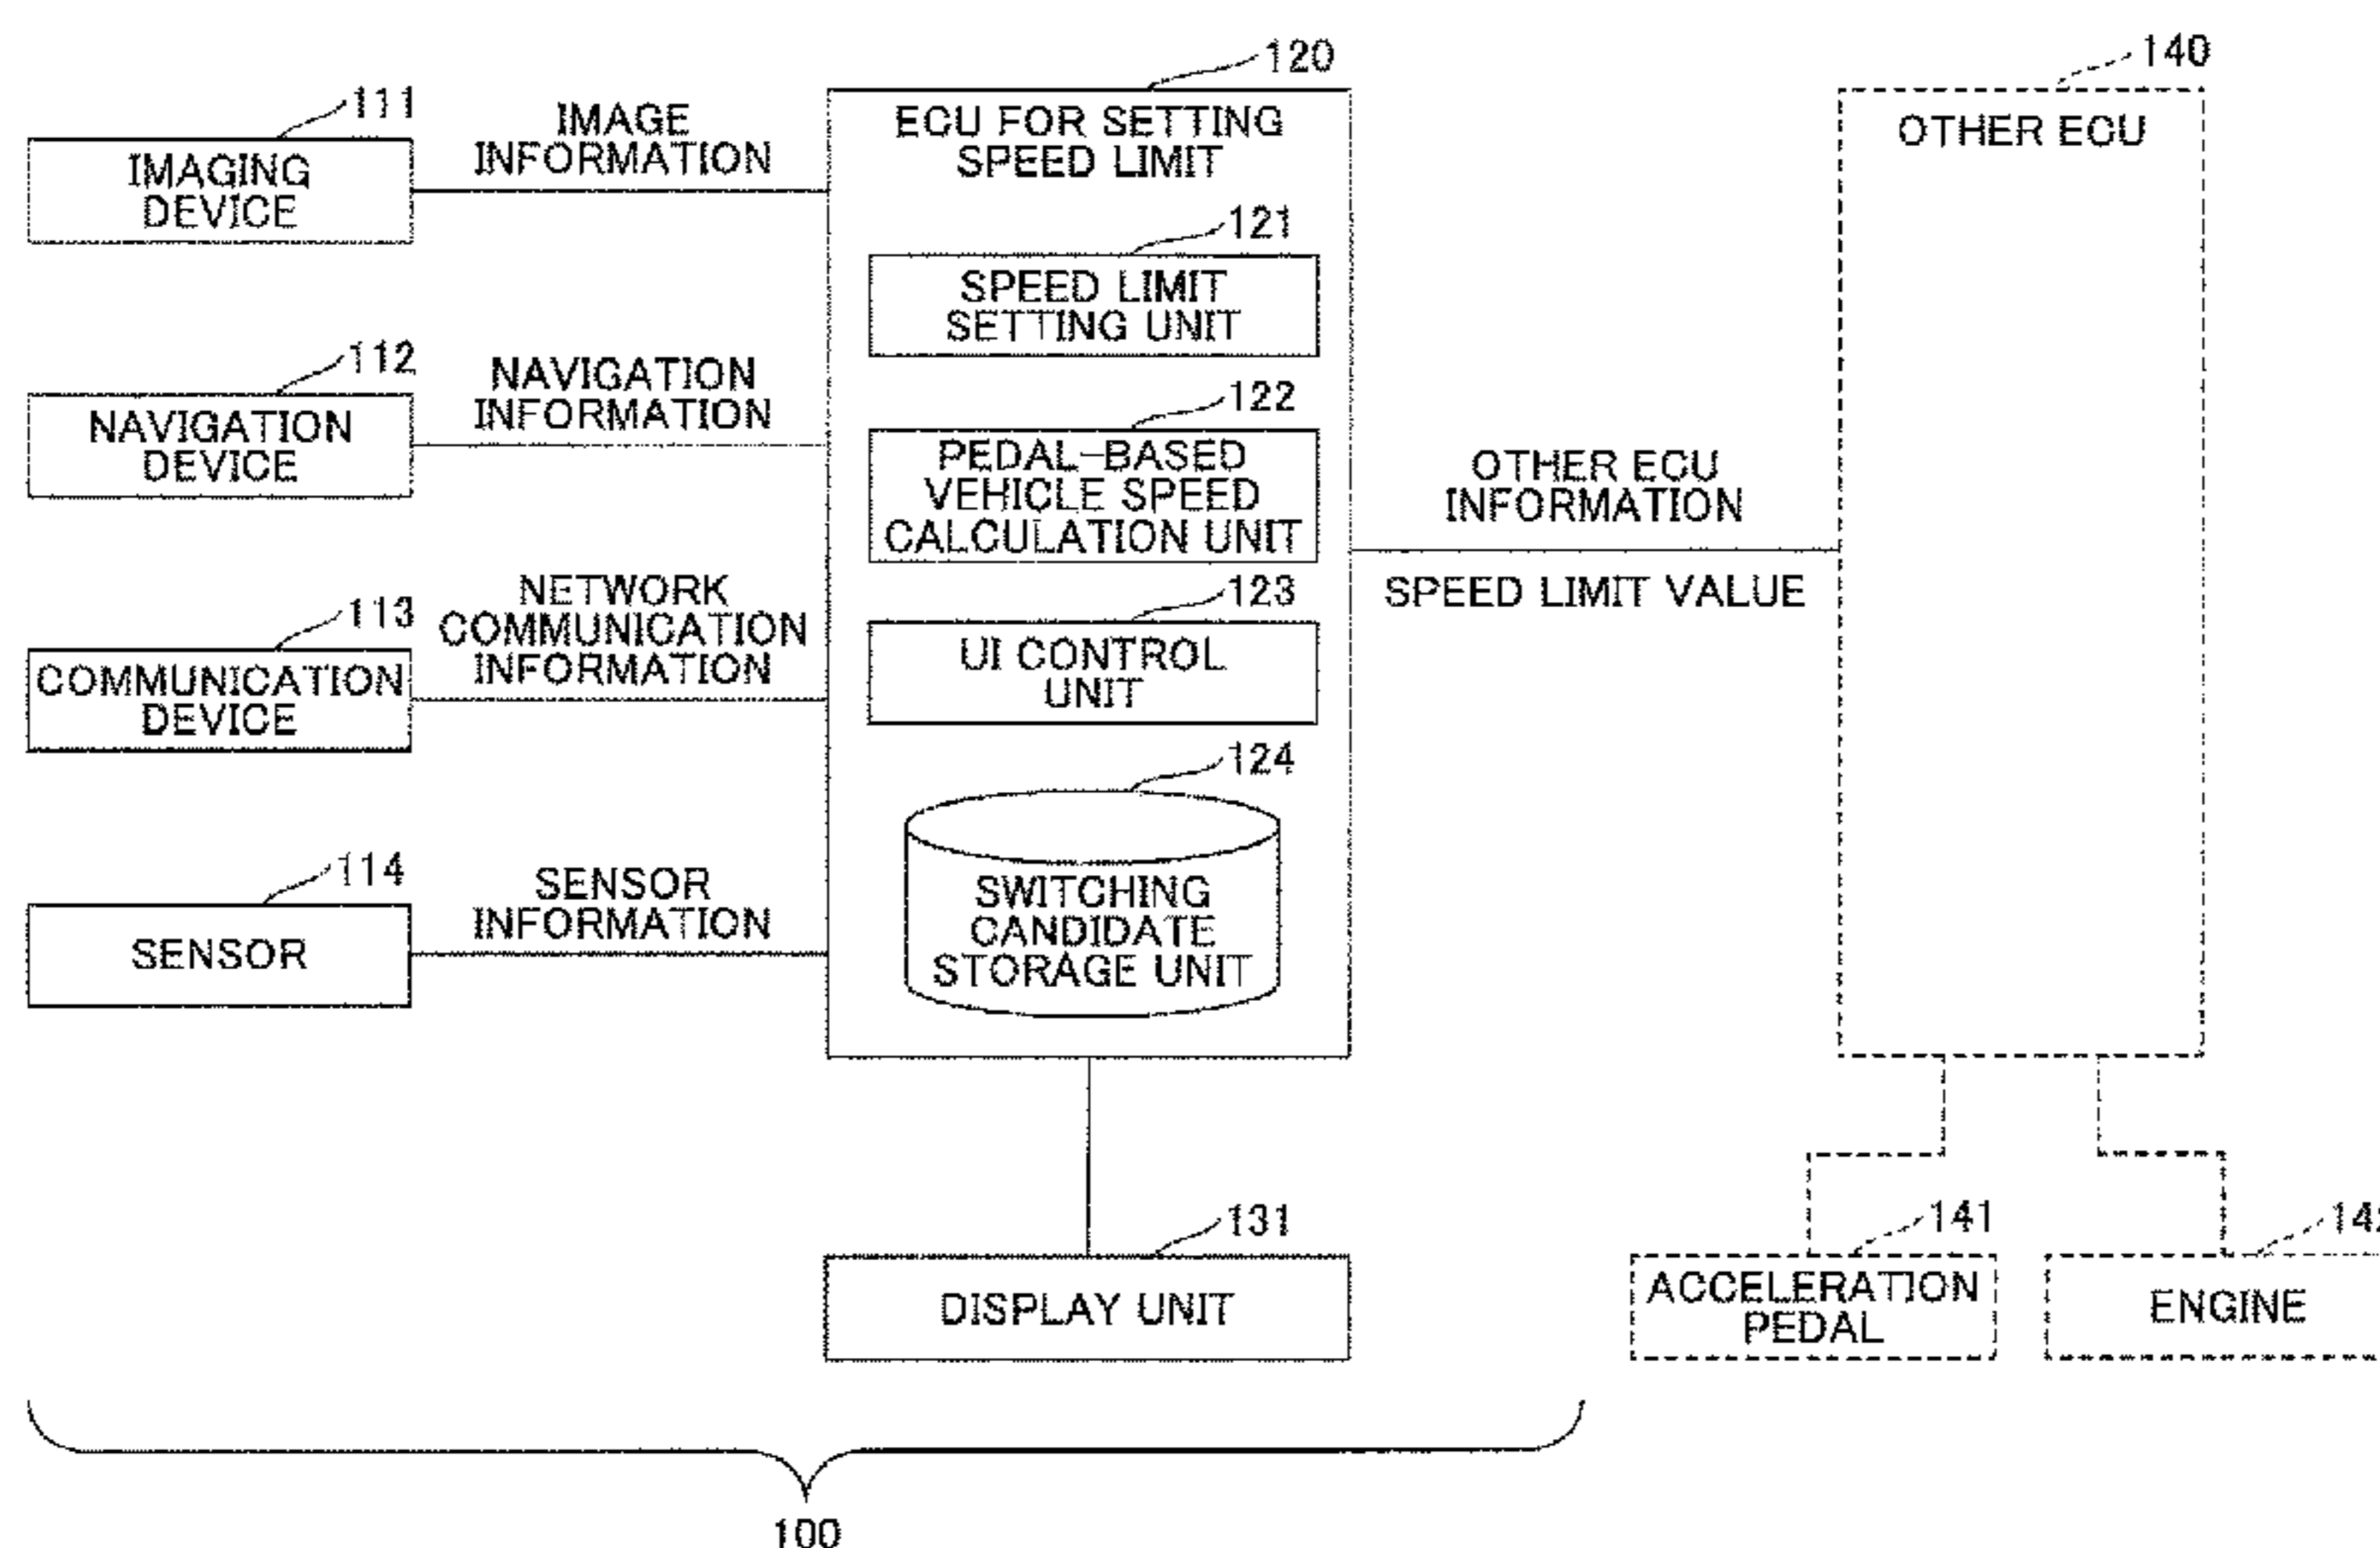 111
IMAGING
DEVICE
IMAGE
INFORMATION
112
NAVIGATION
DEVICE
NAVIGATION
INFORMATION
113
COMMUNICATION
DEVICE
NETWORK
COMMUNICATION
INFORMATION
114
SENSOR
SENSOR
INFORMATION
120
ECU FOR SETTING
SPEED LIMIT
121
SPEED LIMIT
SETTING UNIT
122
PEDAL-BASED
VEHICLE SPEED
CALCULATION UNIT
123
UI CONTROL
UNIT
124
SWITCHING
CANDIDATE
STORAGE UNIT
131
DISPLAY UNIT
OTHER ECU
INFORMATION
SPEED LIMIT VALUE
140
OTHER ECU
141
ACCELERATION
PEDAL
ENGINE
100